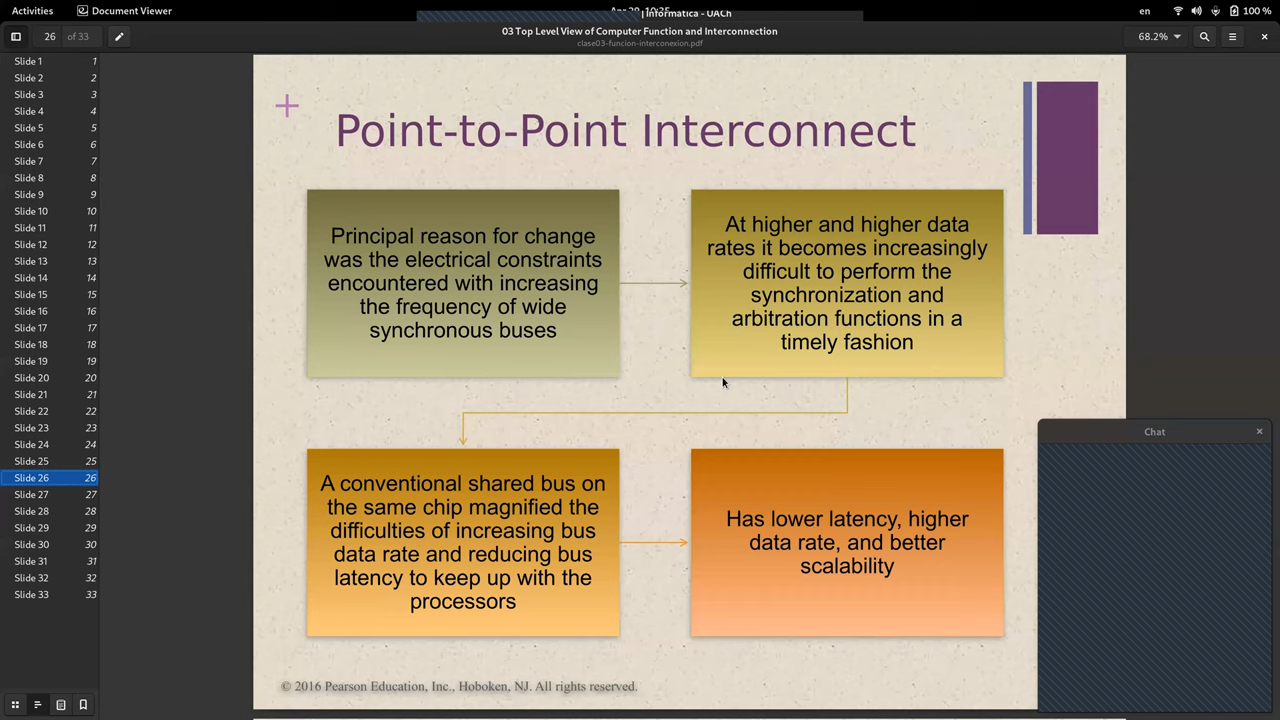 Activities
Document Viewer
| Informatica - UACh
en
100 %
26 of 33
03 Top Level View of Computer Function and Interconnection
clase03-funcion-interconexion.pdf
68.2%
Slide 1 1
Slide 2 2
Slide 3 3
Slide 4 4
Slide 5 5
Slide 6 6
Slide 7 7
Slide 8 8
Slide 9 9
Slide 10 10
Slide 11 11
Slide 12 12
Slide 13 13
Slide 14 14
Slide 15 15
Slide 16 16
Slide 17 17
Slide 18 18
Slide 19 19
Slide 20 20
Slide 21 21
Slide 22 22
Slide 23 23
Slide 24 24
Slide 25 25
Slide 26 26
Slide 27 27
Slide 28 28
Slide 29 29
Slide 30 30
Slide 31 31
Slide 32 32
Slide 33 33
+
Point-to-Point Interconnect
Principal reason for change
was the electrical constraints
encountered with increasing
the frequency of wide
synchronous buses
At higher and higher data
rates it becomes increasingly
difficult to perform the
synchronization and
arbitration functions in a
timely fashion
A conventional shared bus on
the same chip magnified the
difficulties of increasing bus
data rate and reducing bus
latency to keep up with the
processors
Has lower latency, higher
data rate, and better
scalability
© 2016 Pearson Education, Inc., Hoboken, NJ. All rights reserved.
Chat